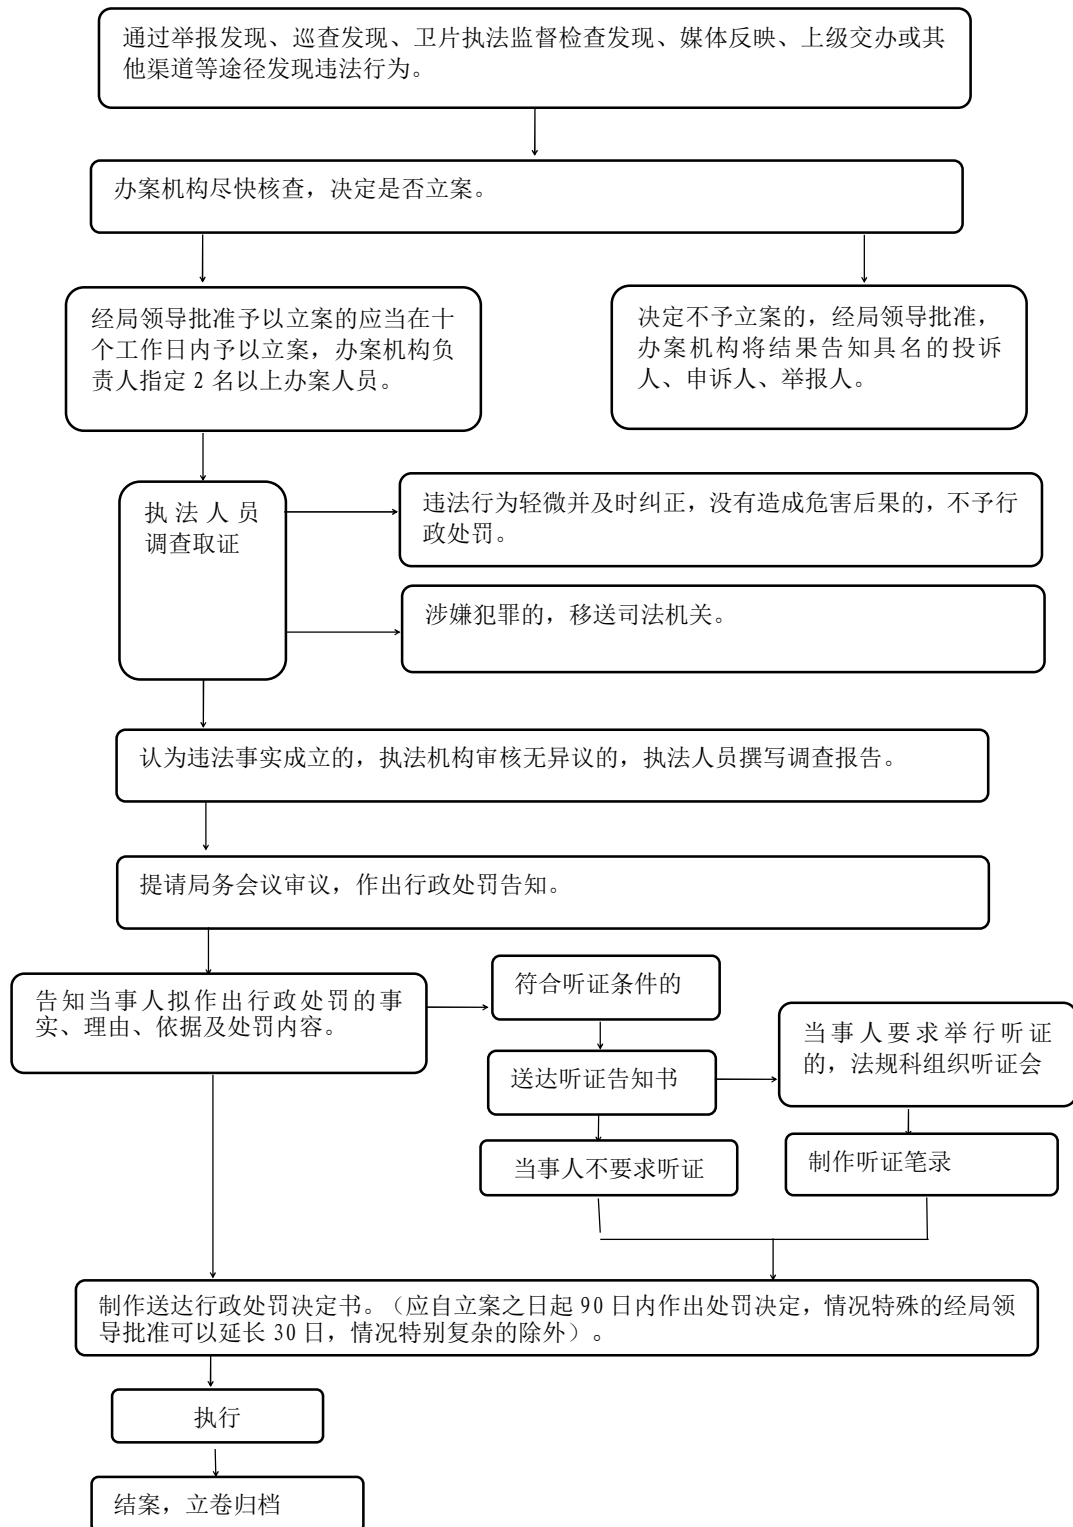 通过举报发现、巡查发现、卫片执法监督检查发现、媒体反映、上级交办或其
他渠道等途径发现违法行为。
办案机构尽快核查，决定是否立案。
经局领导批准予以立案的应当在十
个工作日内予以立案，办案机构负
责人指定 2 名以上办案人员。
决定不予立案的，经局领导批准，
办案机构将结果告知具名的投诉
人、申诉人、举报人。
执法人员
调查取证
违法行为轻微并及时纠正，没有造成危害后果的，不予行
政处罚。
涉嫌犯罪的，移送司法机关。
认为违法事实成立的，执法机构审核无异议的，执法人员撰写调查报告。
提请局务会议审议，作出行政处罚告知。
告知当事人拟作出行政处罚的事
实、理由、依据及处罚内容。
符合听证条件的
送达听证告知书
当事人要求举行听证
的，法规科组织听证会
当事人不要求听证
制作听证笔录
制作送达行政处罚决定书。（应自立案之日起 90 日内作出处罚决定，情况特殊的经局领
导批准可以延长 30 日，情况特别复杂的除外）。
执行
结案，立卷归档